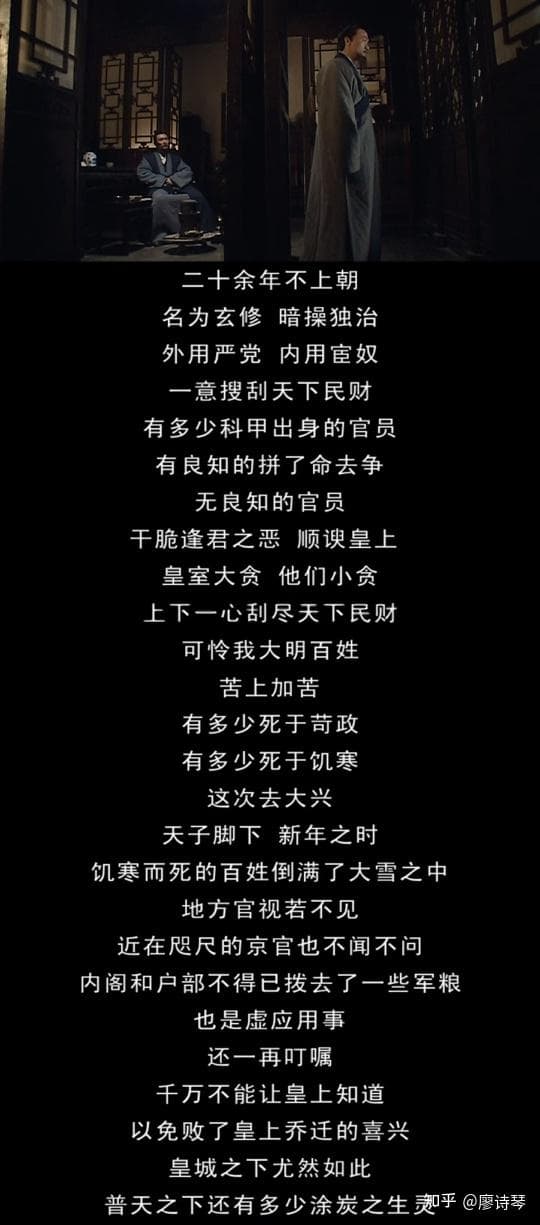 二十余年不上朝
名为玄修 暗操独治
外用严党 内用宦奴
一意搜刮天下民财
有多少科甲出身的官员
有良知的拼了命去争
无良知的官员
干脆逢君之恶 顺谀皇上
皇室大贪 他们小贪
上下一心刮尽天下民财
可怜我大明百姓
苦上加苦
有多少死于苛政
有多少死于饥寒
这次去大兴
天子脚下 新年之时
饥寒而死的百姓倒满了大雪之中
地方官视若不见
近在咫尺的京官也不闻不问
内阁和户部不得已拨去了一些军粮
也是虚应用事
还一再叮嘱
千万不能让皇上知道
以免败了皇上乔迁的喜兴
皇城之下尤然如此
普天之下还有多少涂炭之生灵
知乎 @廖诗琴